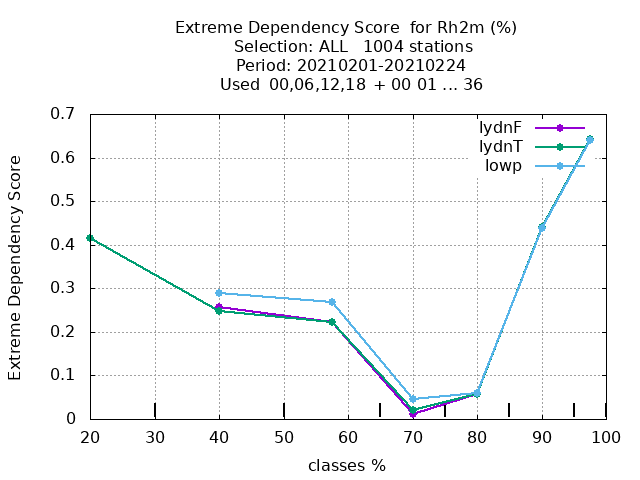 Extreme Dependency Score  for Rh2m (%)
Selection: ALL   1004 stations
Period: 20210201-20210224
Used  00,06,12,18  + 00 01 ... 36
lydnF
lydnT
lowp
Extreme Dependency Score
0.7
0.6
0.5
0.4
0.3
0.2
0.1
0
20 30 40 50 60 70 80 90 100
classes %